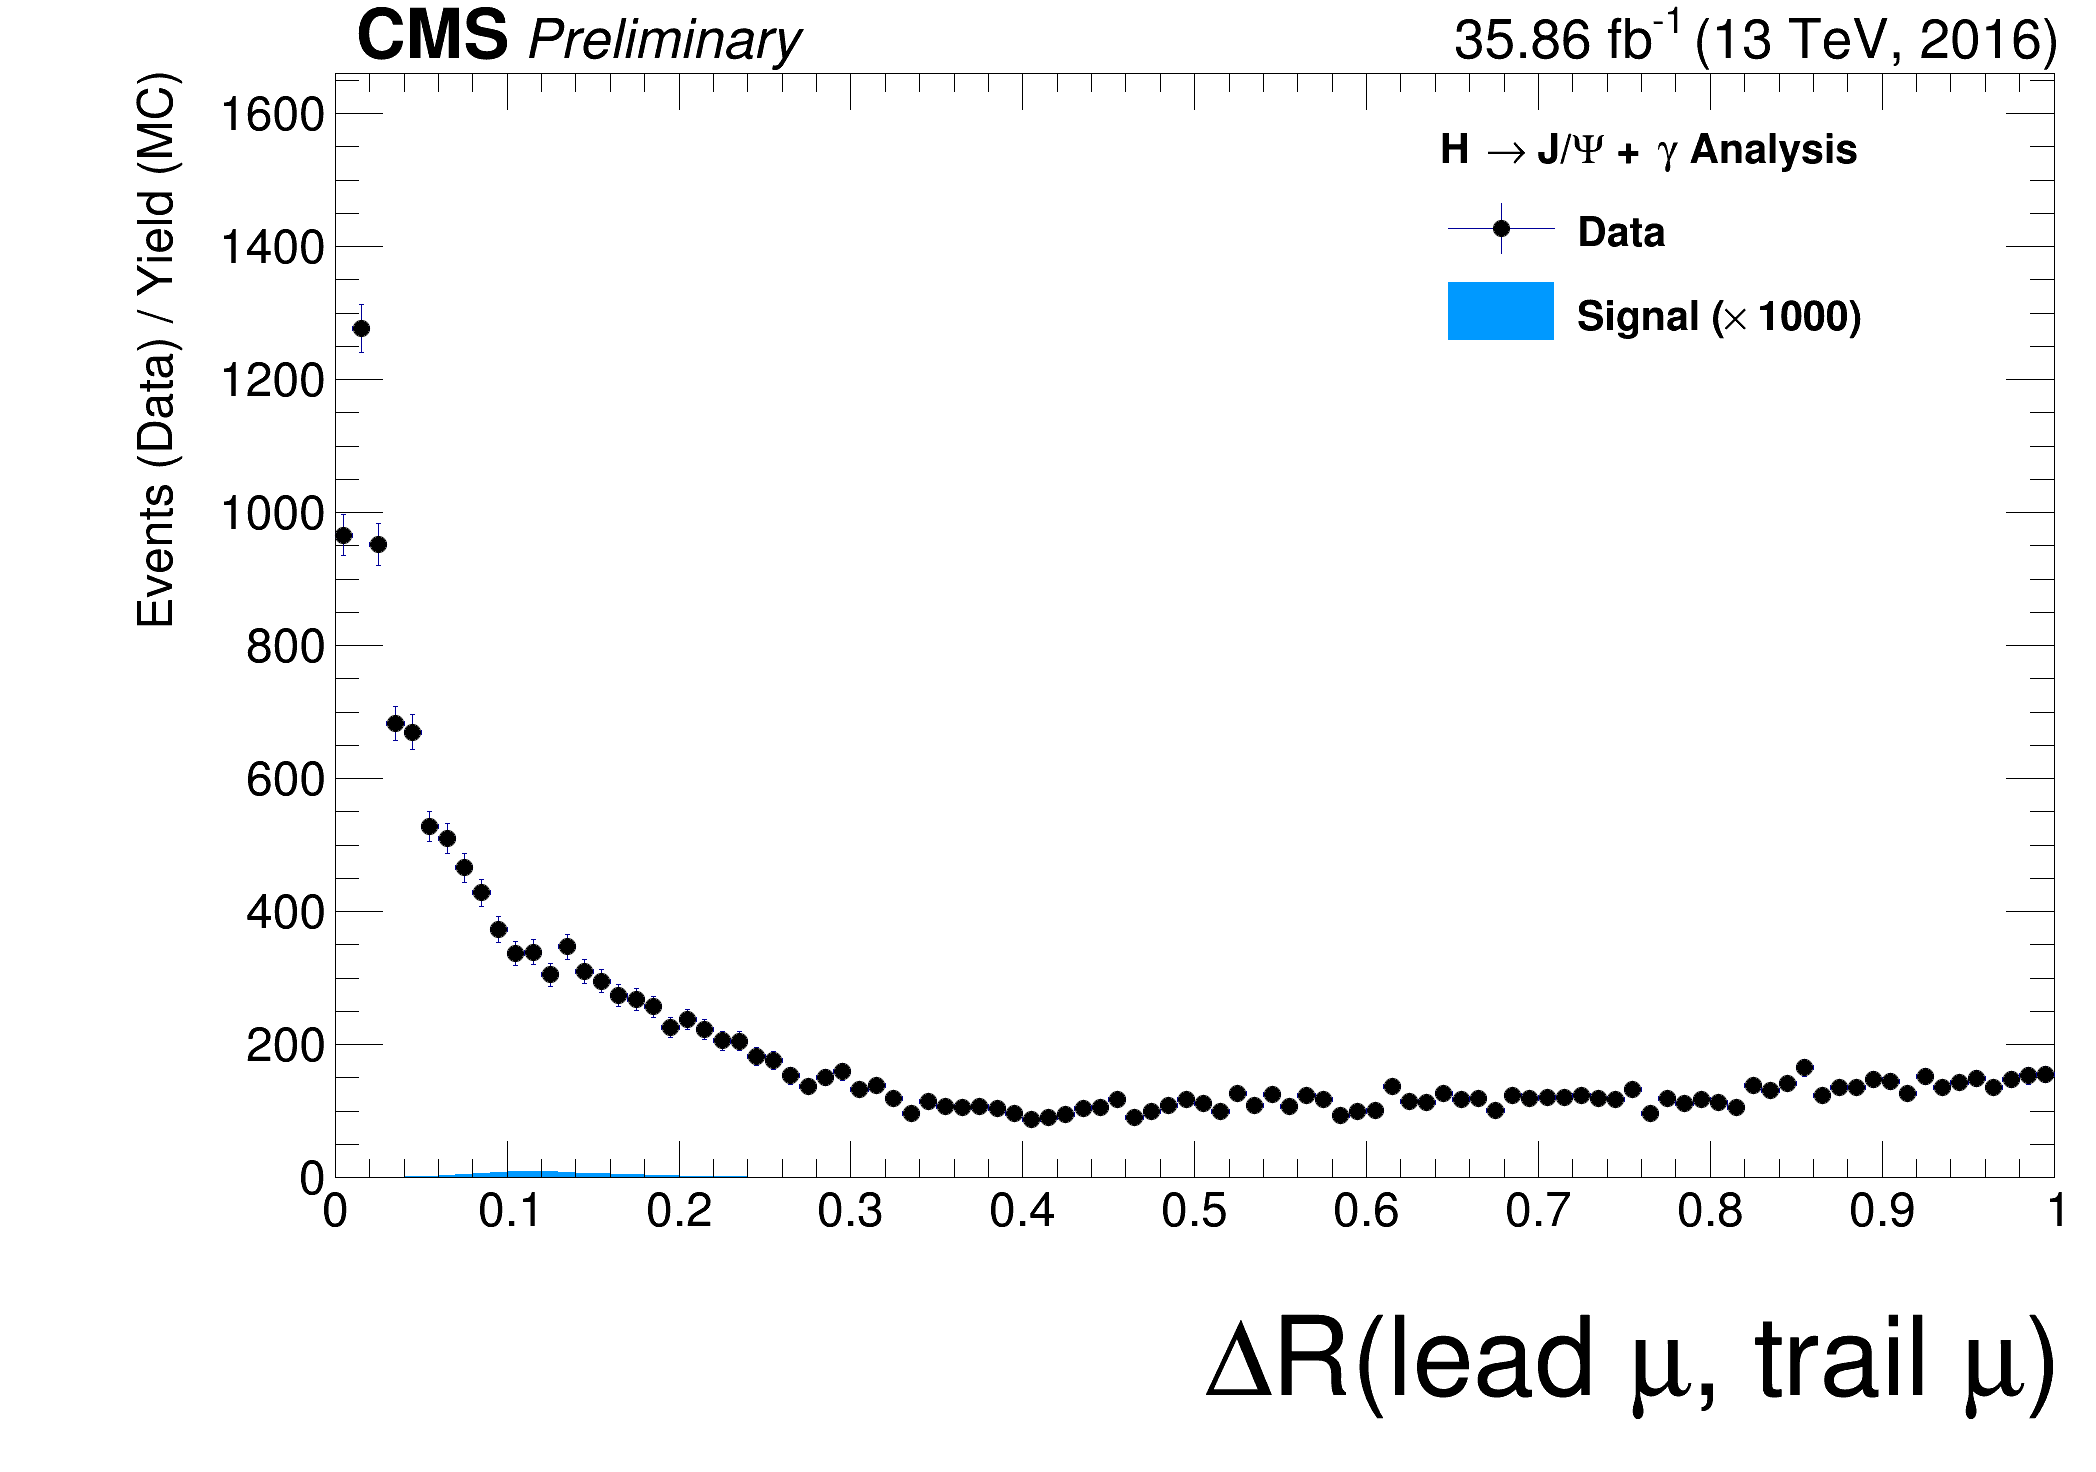 CMS Preliminary 35.86 fb⁻¹ (13 TeV, 2016)
Events (Data) / Yield (MC)
H → J/Ψ + γ Analysis
Data
Signal (× 1000)
1600
1400
1200
1000
800
600
400
200
0
0 0.1 0.2 0.3 0.4 0.5 0.6 0.7 0.8 0.9 1
ΔR(lead μ, trail μ)